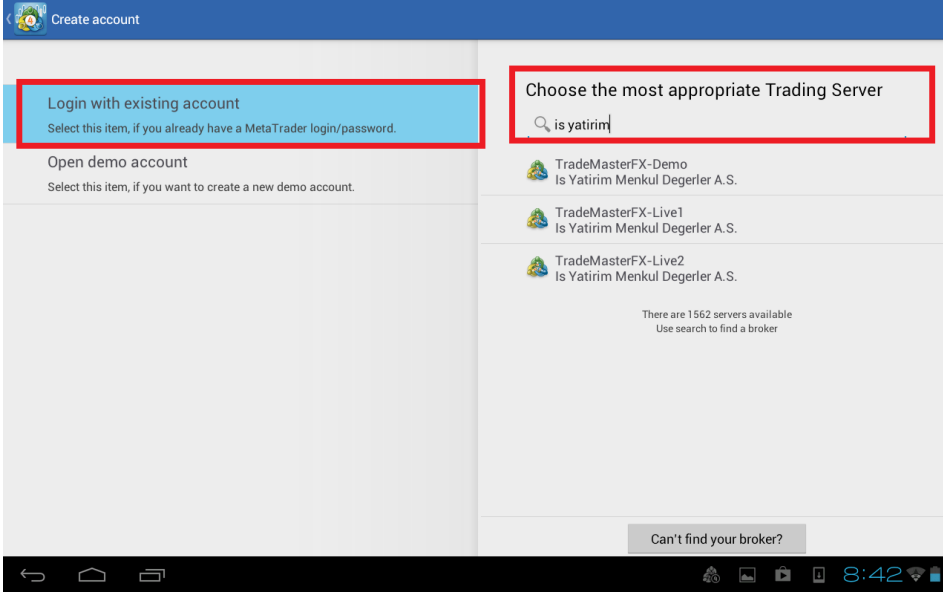 Create account
Login with existing account
Select this item, if you already have a MetaTrader login/password.
Open demo account
Select this item, if you want to create a new demo account.
Choose the most appropriate Trading Server
is yatirim
TradeMasterFX-Demo
Is Yatirim Menkul Degerler A.S.
TradeMasterFX-Live1
Is Yatirim Menkul Degerler A.S.
TradeMasterFX-Live2
Is Yatirim Menkul Degerler A.S.
There are 1562 servers available
Use search to find a broker
Can't find your broker?
8:42